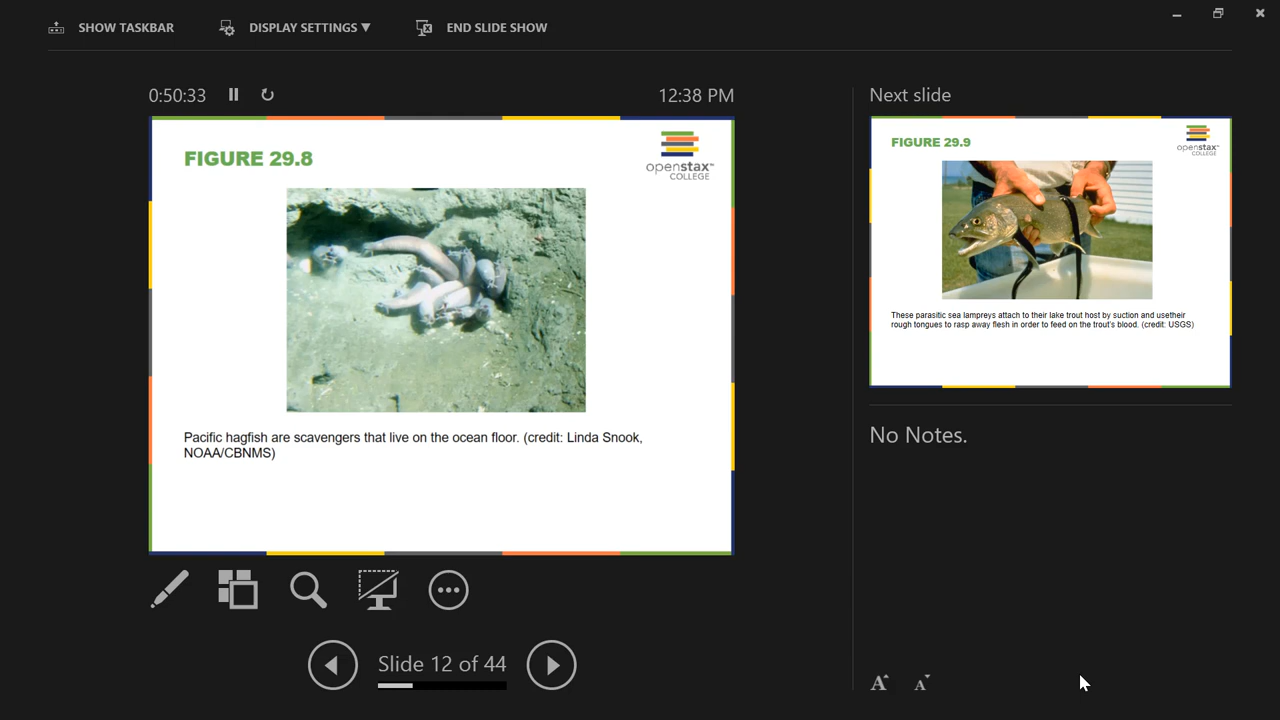 SHOW TASKBAR
DISPLAY SETTINGS ▼
END SLIDE SHOW
0:50:33
12:38 PM
FIGURE 29.8
openstax™
COLLEGE
Pacific hagfish are scavengers that live on the ocean floor. (credit: Linda Snook,
NOAA/CBNMS)
Slide 12 of 44
Next slide
FIGURE 29.9
openstax™
COLLEGE
These parasitic sea lampreys attach to their lake trout host by suction and usetheir
rough tongues to rasp away flesh in order to feed on the trout's blood. (credit: USGS)
No Notes.
A A